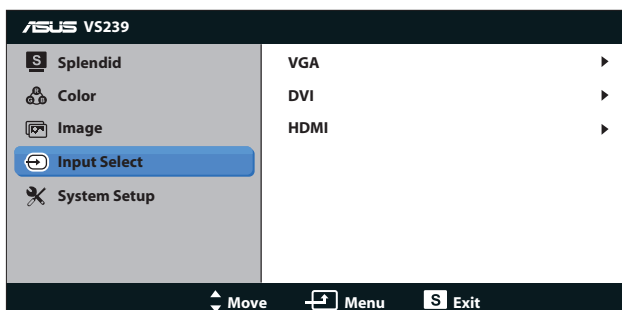 ASUS VS239
S Splendid
Color
Image
Input Select
System Setup
VGA
DVI
HDMI
Move Menu S Exit